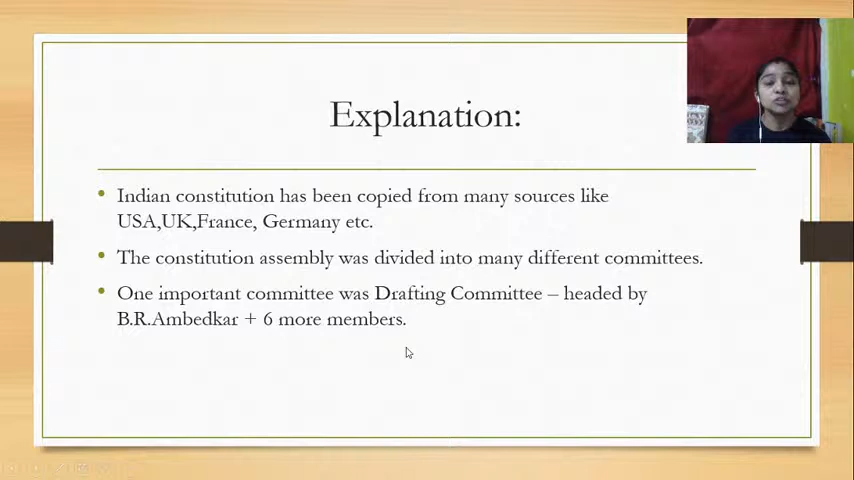 Explanation:
Indian constitution has been copied from many sources like
USA,UK,France, Germany etc.
The constitution assembly was divided into many different committees.
One important committee was Drafting Committee – headed by
B.R.Ambedkar + 6 more members.